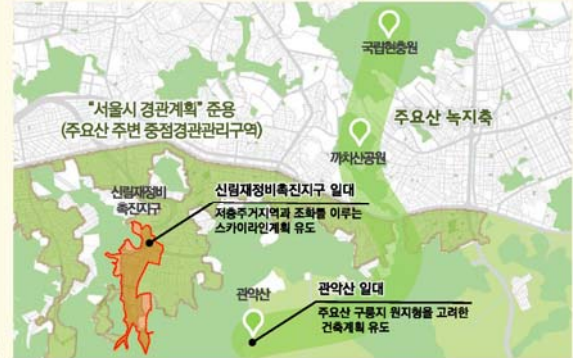 국립현충원
"서울시 경관계획" 준용
(주요산 주변 중점경관관리구역)
주요산 녹지축
까치산공원
신림재정비
촉진지구
신림재정비촉진지구 일대
저층주거지역과 조화를 이루는
스카이라인계획 유도
관악산
관악산 일대
주요산 구릉지 원지형을 고려한
건축계획 유도